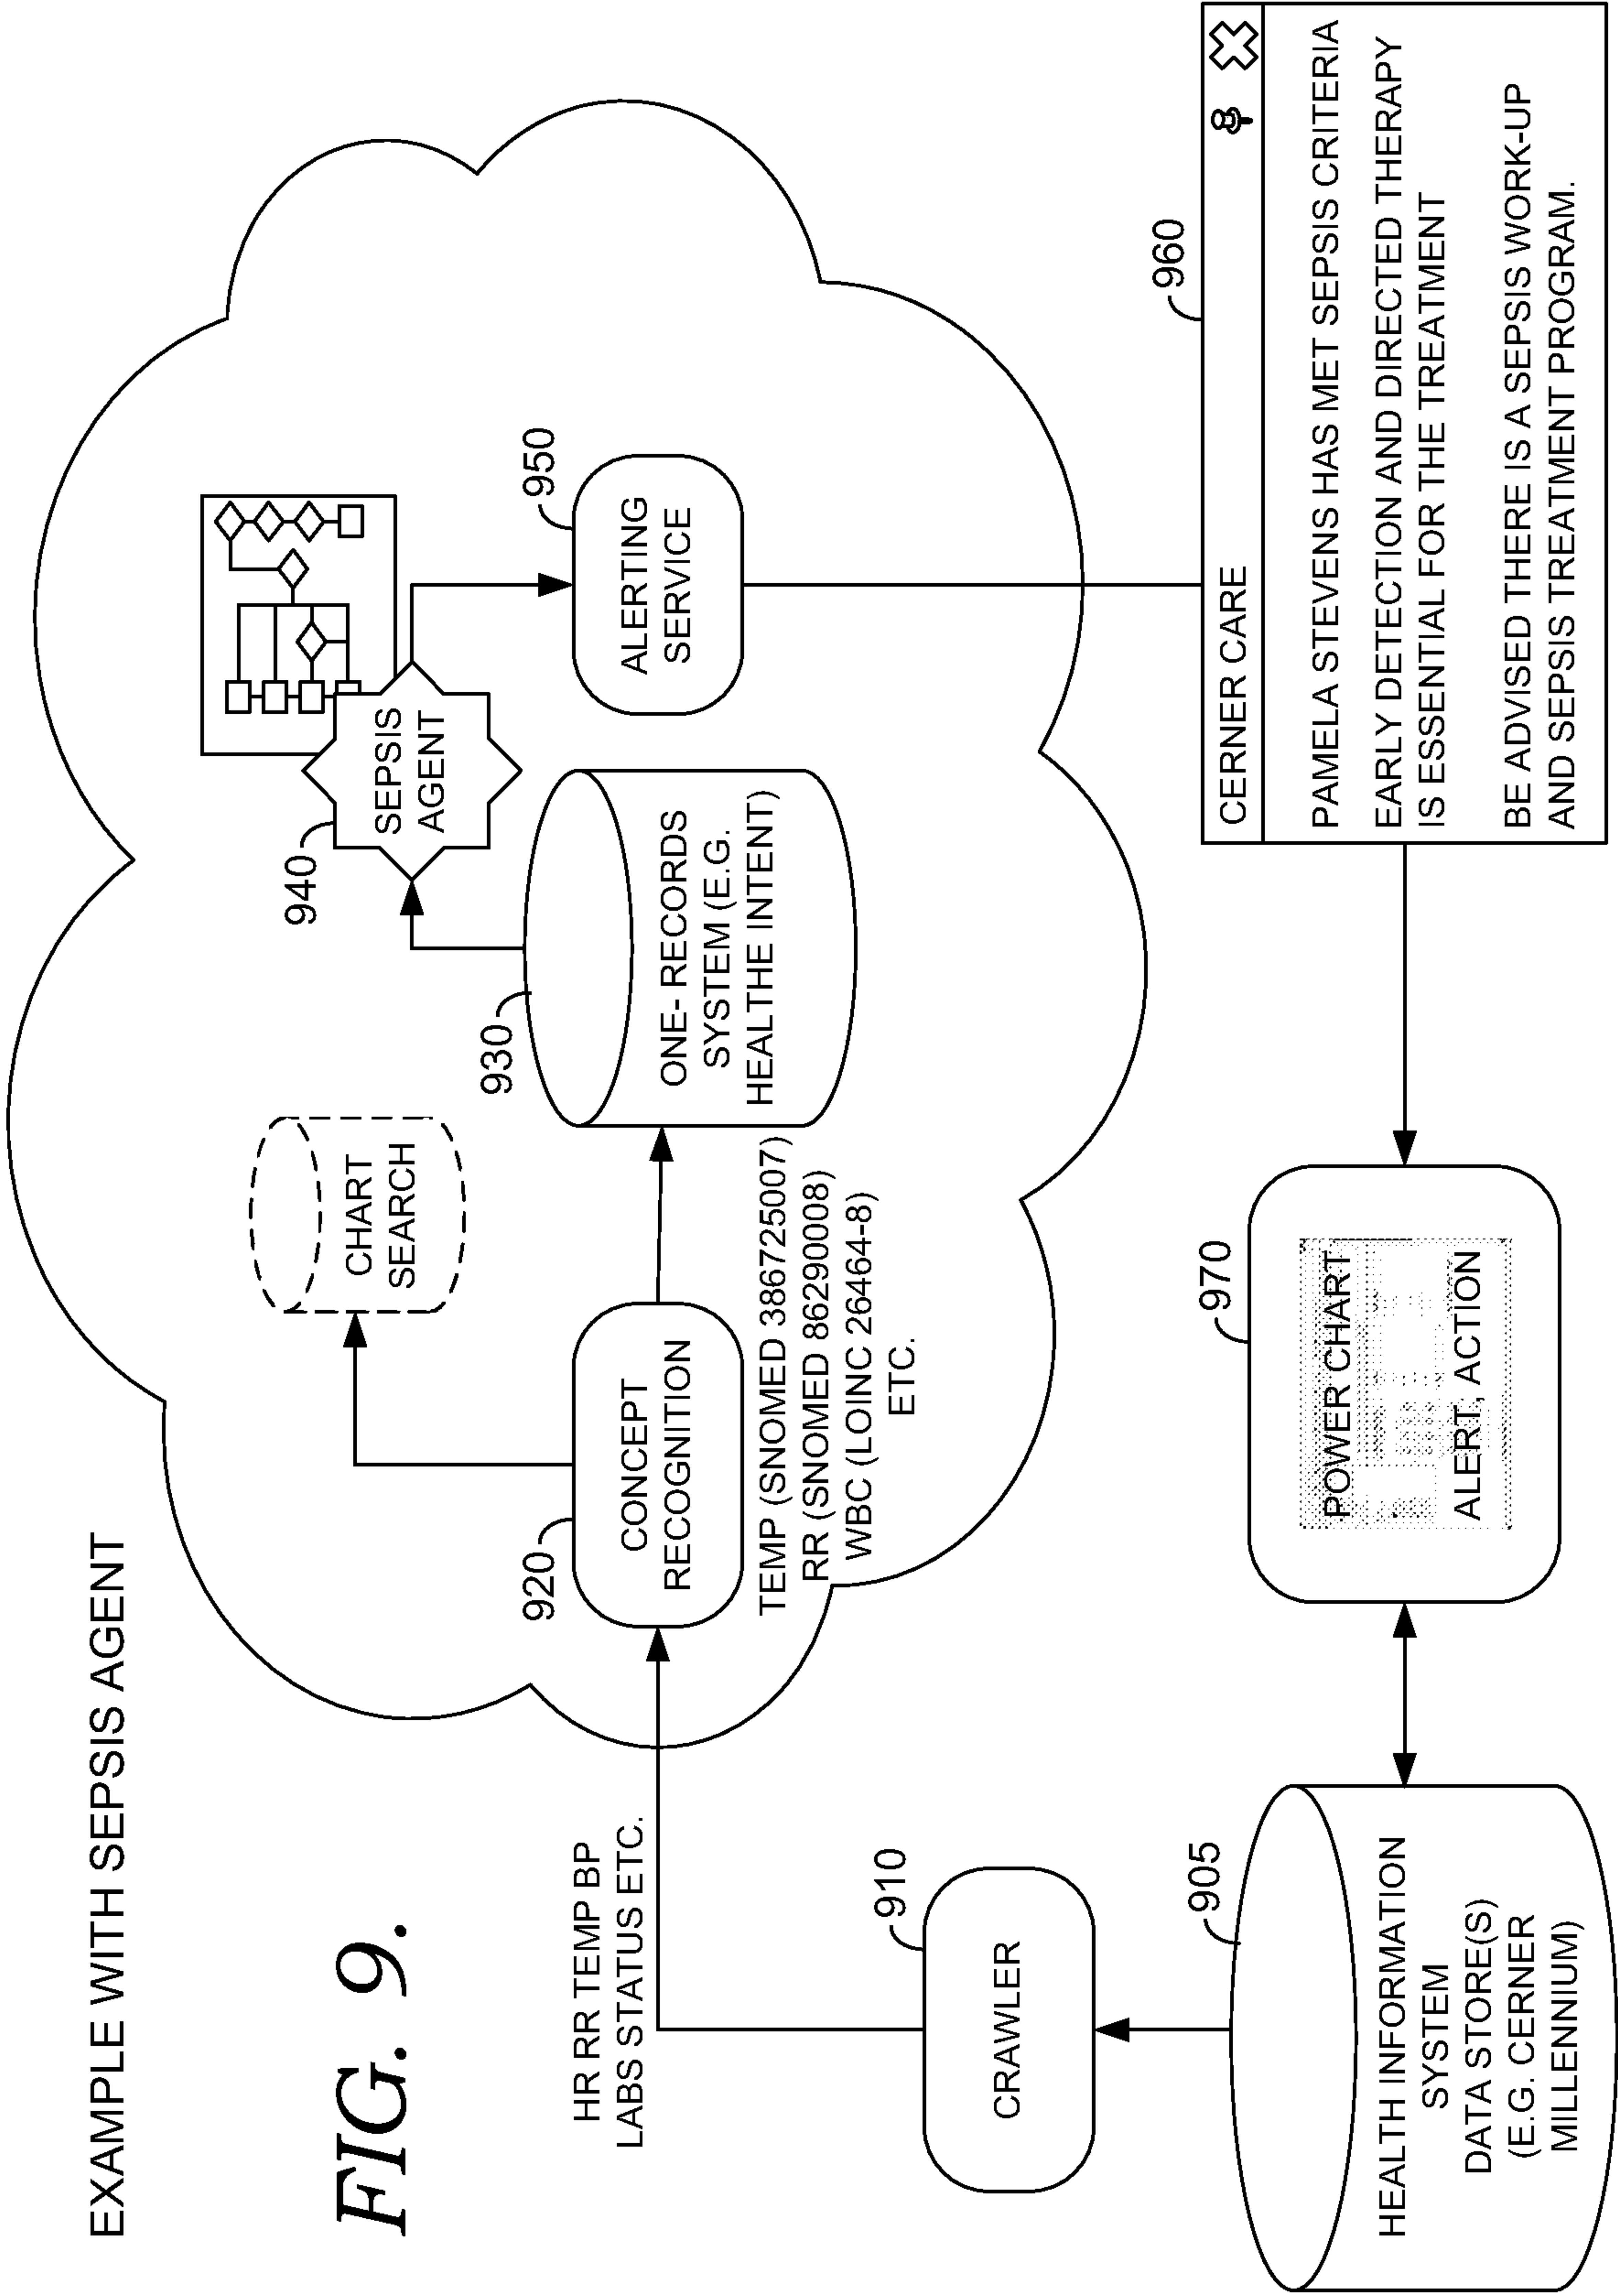 EXAMPLE WITH SEPSIS AGENT
FIG. 9.
HR RR TEMP BP
LABS STATUS ETC.
910
CRAWLER
905
HEALTH INFORMATION
SYSTEM
DATA STORE(S)
(E.G. CERNER
MILLENNIUM)
920
CONCEPT
RECOGNITION
CHART
SEARCH
TEMP (SNOMED 386725007)
RR (SNOMED 86290008)
WBC (LOINC 26464-8)
ETC.
930
ONE- RECORDS
SYSTEM (E.G.
HEALTHE INTENT)
940
SEPSIS
AGENT
950
ALERTING
SERVICE
960
CERNER CARE
PAMELA STEVENS HAS MET SEPSIS CRITERIA
EARLY DETECTION AND DIRECTED THERAPY
IS ESSENTIAL FOR THE TREATMENT
BE ADVISED THERE IS A SEPSIS WORK-UP
AND SEPSIS TREATMENT PROGRAM.
970
POWER CHART
ALERT, ACTION